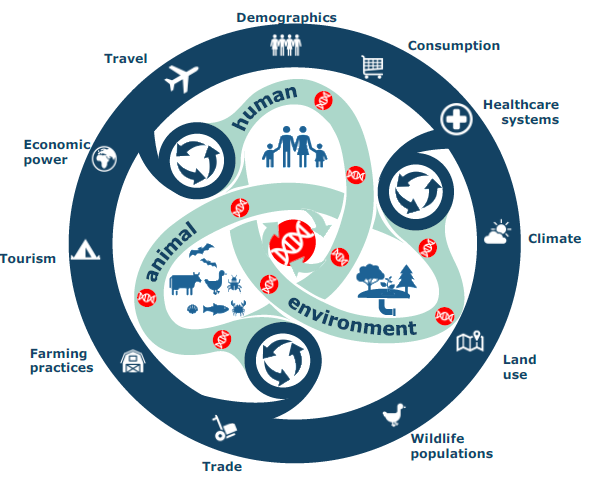 Demographics
Travel
Consumption
human
Healthcare
systems
Economic
power
animal
Climate
Tourism
environment
Farming
practices
Land
use
Wildlife
populations
Trade